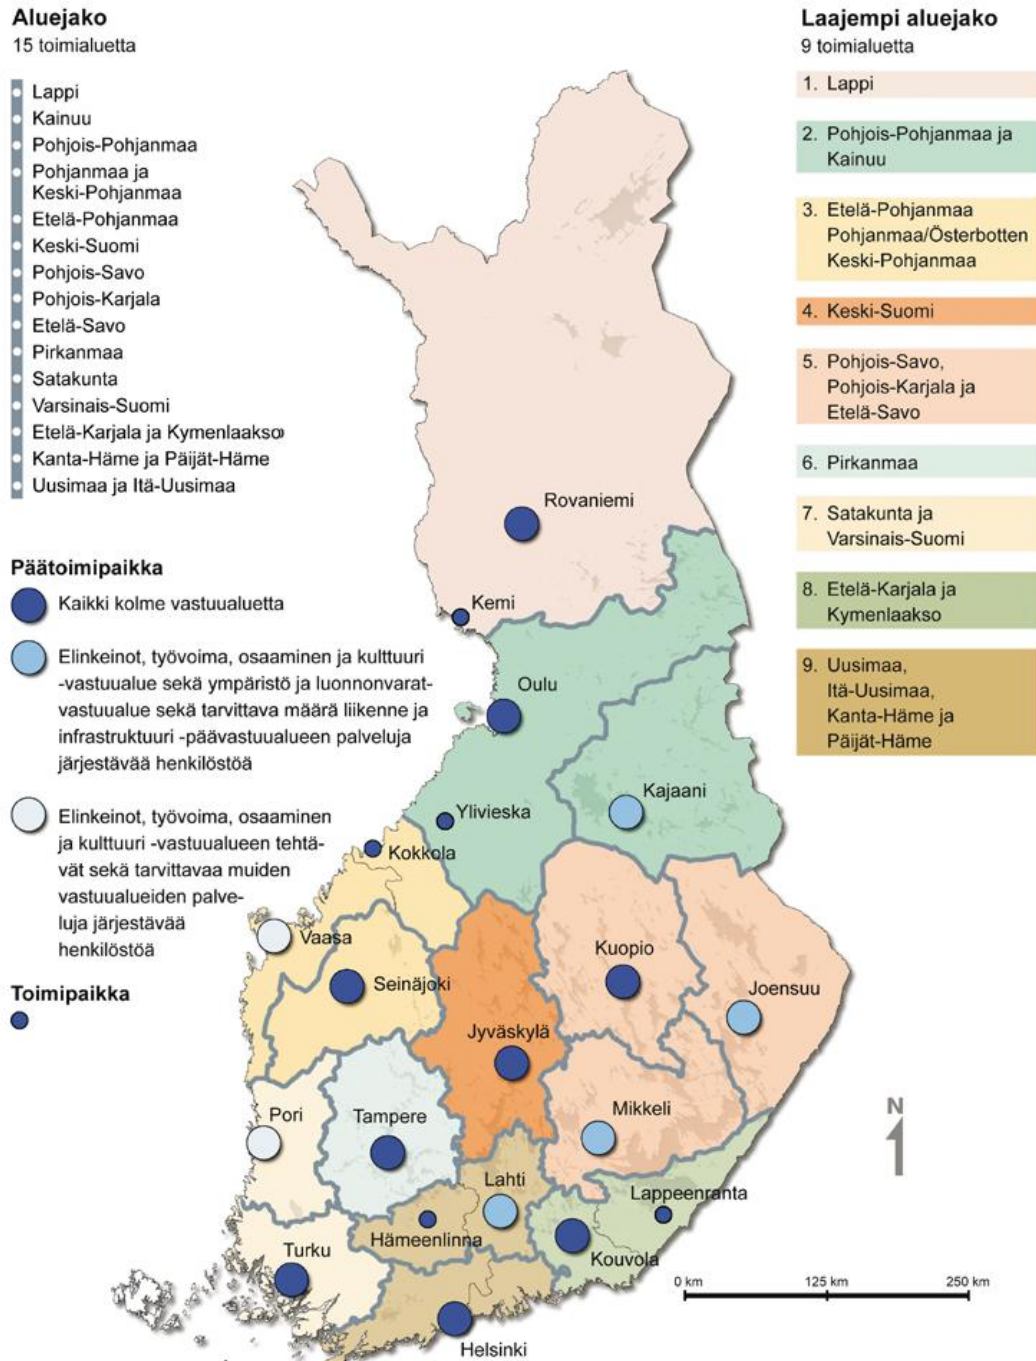 Aluejako
15 toimialuetta
Lappi
Kainuu
Pohjois-Pohjanmaa
Pohjanmaa ja
Keski-Pohjanmaa
Etelä-Pohjanmaa
Keski-Suomi
Pohjois-Savo
Pohjois-Karjala
Etelä-Savo
Pirkanmaa
Satakunta
Varsinais-Suomi
Etelä-Karjala ja Kymenlaakso
Kanta-Häme ja Päijät-Häme
Uusimaa ja Itä-Uusimaa
Päätoimipaikka
Kaikki kolme vastuualuetta
Elinkeinot, työvoima, osaaminen ja kulttuuri
-vastuualue sekä ympäristö ja luonnonvarat-
vastuualue sekä tarvittava määrä liikenne ja
infrastruktuuri -päävastuualueen palveluja
järjestävää henkilöstöä
Elinkeinot, työvoima, osaaminen
ja kulttuuri -vastuualueen tehtä-
vät sekä tarvittavaa muiden
vastuualueiden palve-
luja järjestävää
henkilöstöä
Toimipaikka
Laajempi aluejako
9 toimialuetta
1. Lappi
2. Pohjois-Pohjanmaa ja
Kainuu
3. Etelä-Pohjanmaa
Pohjanmaa/Österbotten
Keski-Pohjanmaa
4. Keski-Suomi
5. Pohjois-Savo,
Pohjois-Karjala ja
Etelä-Savo
6. Pirkanmaa
7. Satakunta ja
Varsinais-Suomi
8. Etelä-Karjala ja
Kymenlaakso
9. Uusimaa,
Itä-Uusimaa,
Kanta-Häme ja
Päijät-Häme
Rovaniemi
Kemi
Oulu
Kajaani
Ylivieska
Kokkola
Vaasa
Seinäjoki
Kuopio
Joensuu
Jyväskylä
Pori
Tampere
Mikkeli
Lahti
Lappeenranta
Hämeenlinna
Kouvola
Turku
Helsinki
N
0 km
125 km
250 km